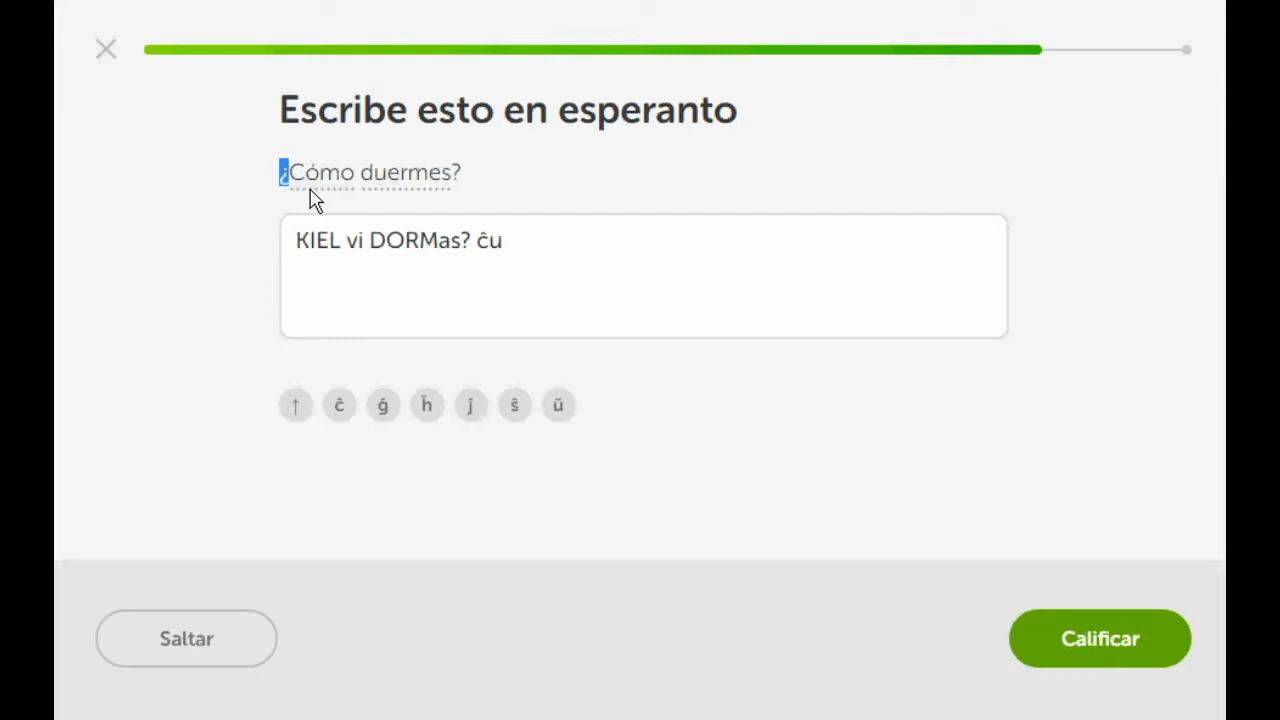 Escribe esto en esperanto
¿Cómo duermes?
KIEL vi DORMas? ĉu
↑ ĉ ĝ ĥ ĵ ŝ ŭ
Saltar
Calificar